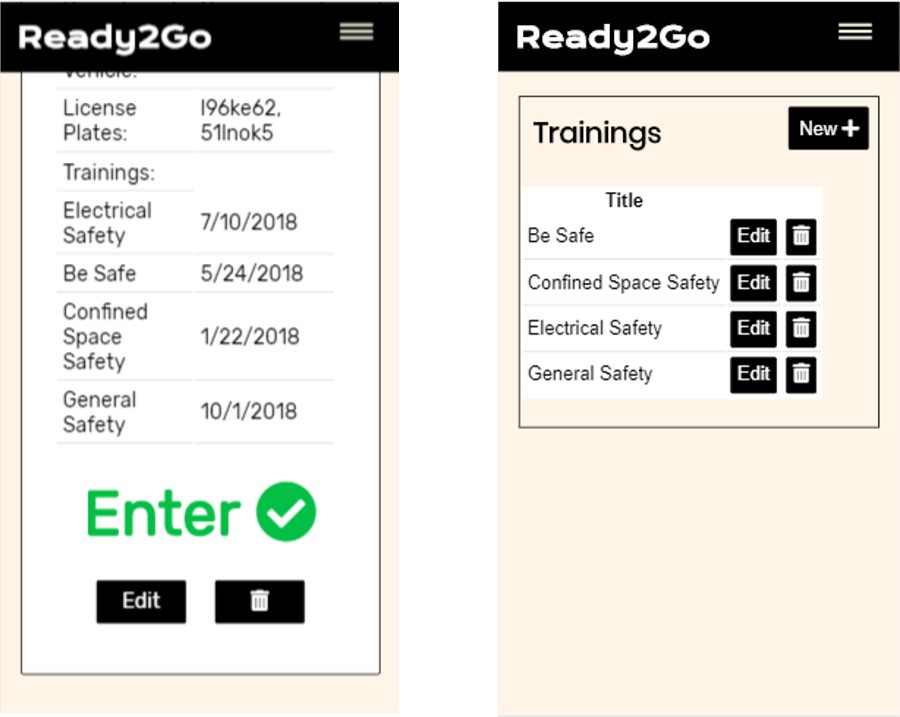 Ready2Go
Vehicle:
License
Plates:
I96ke62,
51lnok5
Trainings:
Electrical
Safety
7/10/2018
Be Safe
5/24/2018
Confined
Space
Safety
1/22/2018
General
Safety
10/1/2018
Enter
Edit
Ready2Go
Trainings
New
Title
Be Safe
Edit
Confined Space Safety
Edit
Electrical Safety
Edit
General Safety
Edit